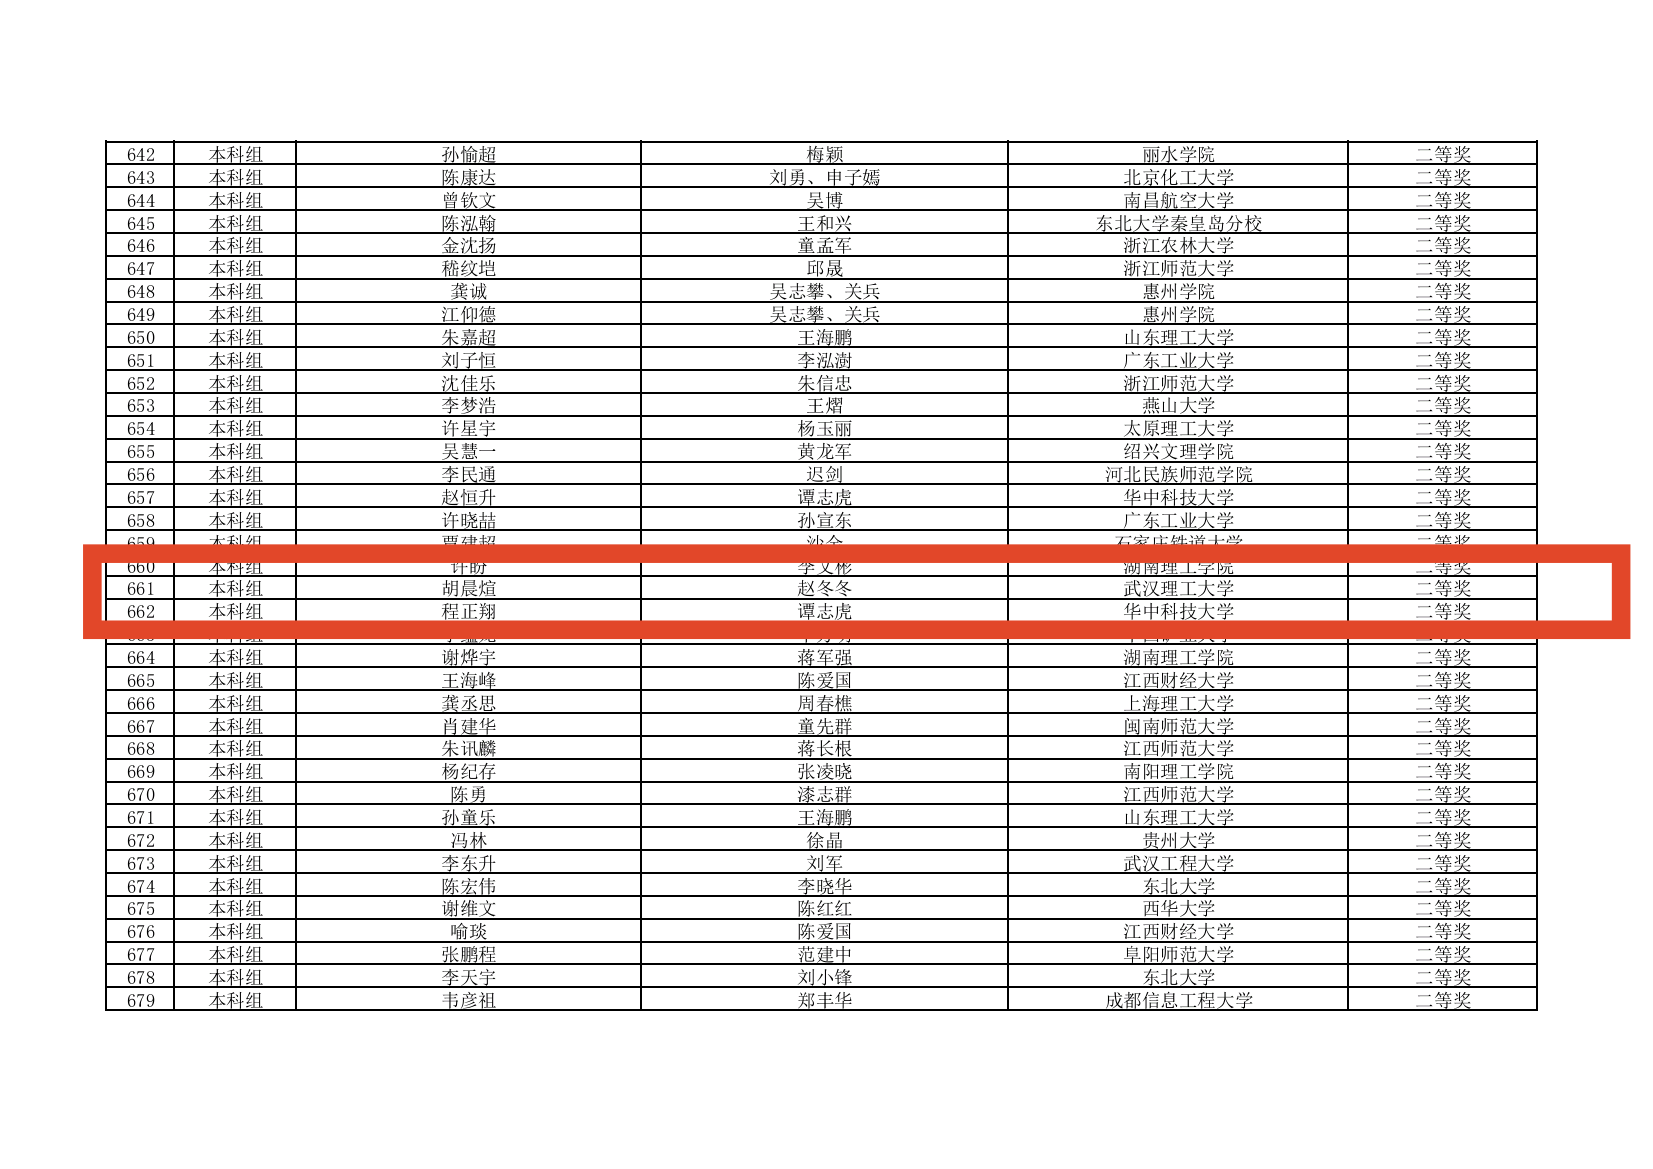 642 本科组 孙愉超 梅颖 丽水学院 二等奖
643 本科组 陈康达 刘勇、申子嫣 北京化工大学 二等奖
644 本科组 曾钦文 吴博 南昌航空大学 二等奖
645 本科组 陈泓翰 王和兴 东北大学秦皇岛分校 二等奖
646 本科组 金沈扬 童孟军 浙江农林大学 二等奖
647 本科组 嵇纹垲 邱晟 浙江师范大学 二等奖
648 本科组 龚诚 吴志攀、关兵 惠州学院 二等奖
649 本科组 江仰德 吴志攀、关兵 惠州学院 二等奖
650 本科组 朱嘉超 王海鹏 山东理工大学 二等奖
651 本科组 刘子恒 李泓澍 广东工业大学 二等奖
652 本科组 沈佳乐 朱信忠 浙江师范大学 二等奖
653 本科组 李梦浩 王熠 燕山大学 二等奖
654 本科组 许星宇 杨玉丽 太原理工大学 二等奖
655 本科组 吴慧一 黄龙军 绍兴文理学院 二等奖
656 本科组 李民通 迟剑 河北民族师范学院 二等奖
657 本科组 赵恒升 谭志虎 华中科技大学 二等奖
658 本科组 许晓喆 孙宣东 广东工业大学 二等奖
659 本科组 贾建超 沙金 石家庄铁道大学 二等奖
660 本科组 许盼 李文彬 湖南理工学院 二等奖
661 本科组 胡晨煊 赵冬冬 武汉理工大学 二等奖
662 本科组 程正翔 谭志虎 华中科技大学 二等奖
664 本科组 谢烨宇 蒋军强 湖南理工学院 二等奖
665 本科组 王海峰 陈爱国 江西财经大学 二等奖
666 本科组 龚丞思 周春樵 上海理工大学 二等奖
667 本科组 肖建华 童先群 闽南师范大学 二等奖
668 本科组 朱讯麟 蒋长根 江西师范大学 二等奖
669 本科组 杨纪存 张凌晓 南阳理工学院 二等奖
670 本科组 陈勇 漆志群 江西师范大学 二等奖
671 本科组 孙童乐 王海鹏 山东理工大学 二等奖
672 本科组 冯林 徐晶 贵州大学 二等奖
673 本科组 李东升 刘军 武汉工程大学 二等奖
674 本科组 陈宏伟 李晓华 东北大学 二等奖
675 本科组 谢维文 陈红红 西华大学 二等奖
676 本科组 喻琰 陈爱国 江西财经大学 二等奖
677 本科组 张鹏程 范建中 阜阳师范大学 二等奖
678 本科组 李天宇 刘小锋 东北大学 二等奖
679 本科组 韦彦祖 郑丰华 成都信息工程大学 二等奖